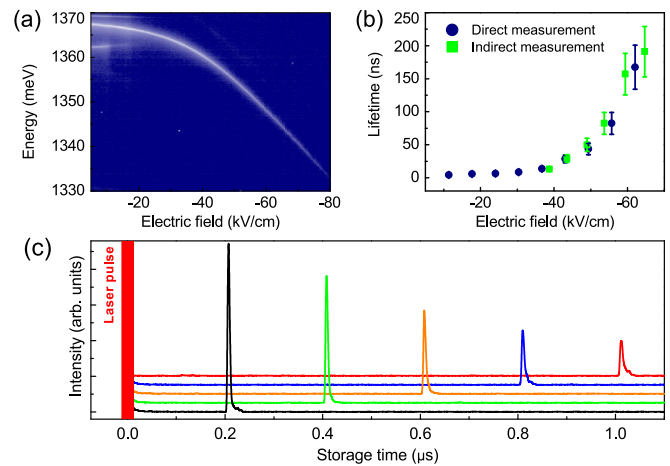 (a)
1370
1360
1350
1340
1330
Energy (meV)
-20 -40 -60 -80
Electric field (kV/cm)
(b)
Direct measurement
Indirect measurement
250
200
150
100
50
0
Lifetime (ns)
-20 -40 -60
Electric field (kV/cm)
(c)
Laser pulse
Intensity (arb. units)
0.0 0.2 0.4 0.6 0.8 1.0
Storage time (μs)